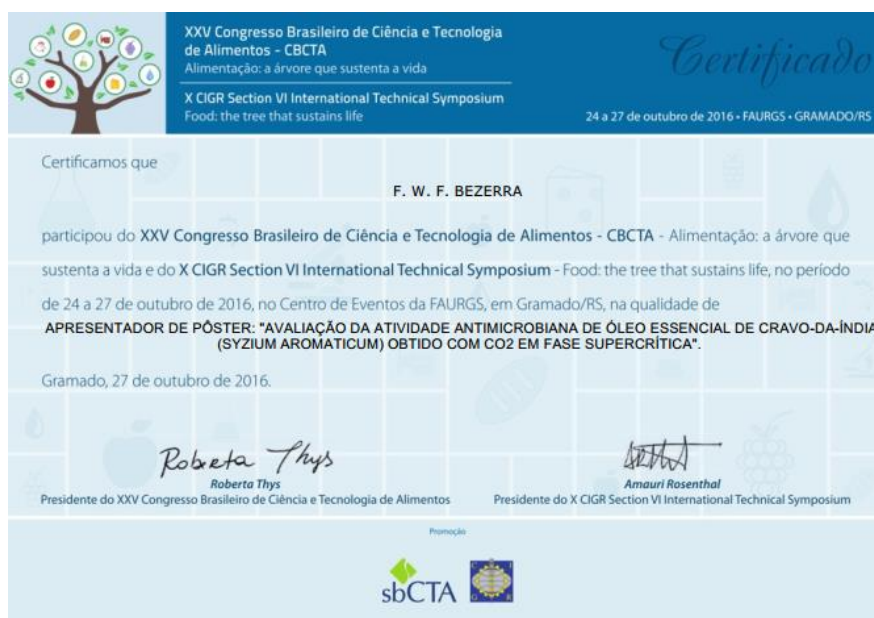 XXV Congresso Brasileiro de Ciência e Tecnologia
de Alimentos - CBCTA
Alimentação: a árvore que sustenta a vida
X CIGR Section VI International Technical Symposium
Food: the tree that sustains life
Certificado
24 a 27 de outubro de 2016 • FAURGS • GRAMADO/RS
Certificamos que
F. W. F. BEZERRA
participou do XXV Congresso Brasileiro de Ciência e Tecnologia de Alimentos - CBCTA - Alimentação: a árvore que
sustenta a vida e do X CIGR Section VI International Technical Symposium - Food: the tree that sustains life, no período
de 24 a 27 de outubro de 2016, no Centro de Eventos da FAURGS, em Gramado/RS, na qualidade de
APRESENTADOR DE PÔSTER: "AVALIAÇÃO DA ATIVIDADE ANTIMICROBIANA DE ÓLEO ESSENCIAL DE CRAVO-DA-ÍNDIA
(SYZIUM AROMATICUM) OBTIDO COM CO2 EM FASE SUPERCRÍTICA".
Gramado, 27 de outubro de 2016.
Roberta Thys
Roberta Thys
Presidente do XXV Congresso Brasileiro de Ciência e Tecnologia de Alimentos
Amauri Rosenthal
Presidente do X CIGR Section VI International Technical Symposium
Promoção
sbCTA